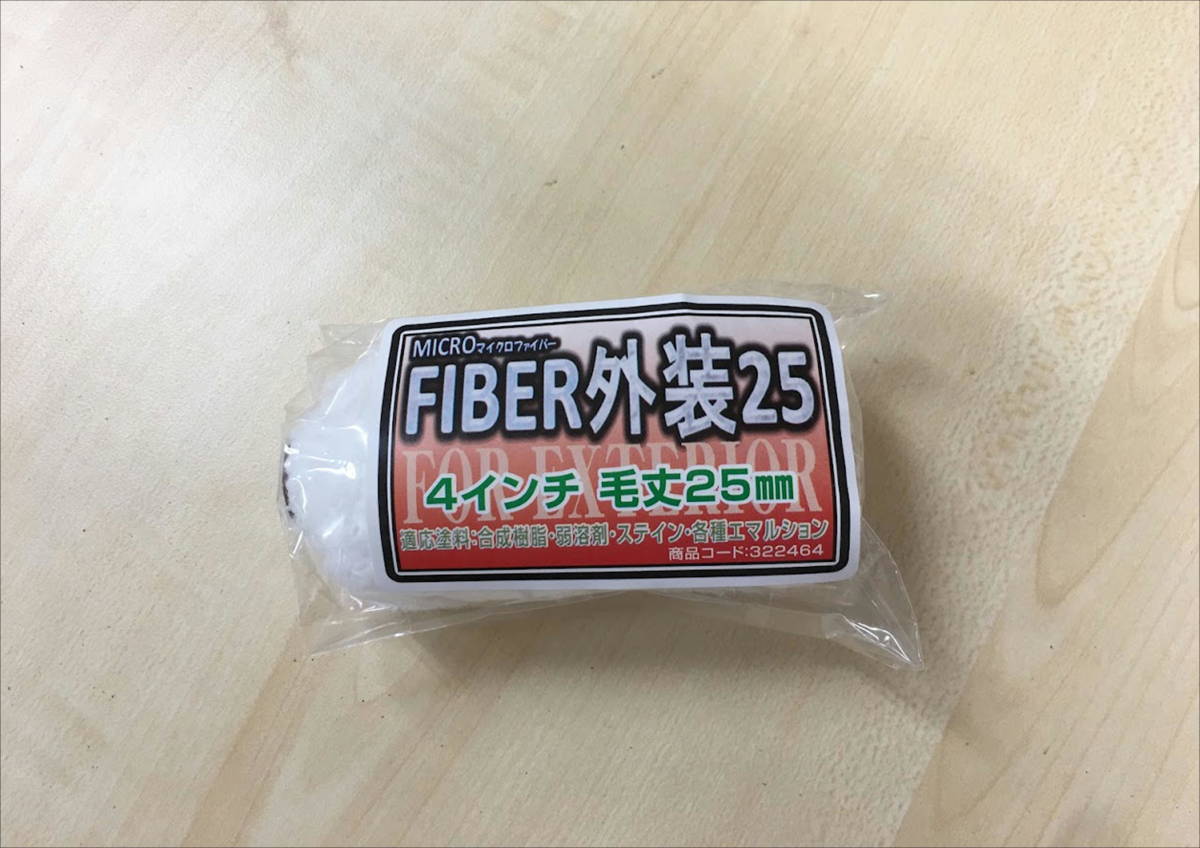 MICROマイクロファイバー
FIBER外装25
FOR EXTERIOR
4インチ 毛丈25mm
適応塗料:合成樹脂・弱溶剤・ステイン・各種エマルション
商品コード:322464